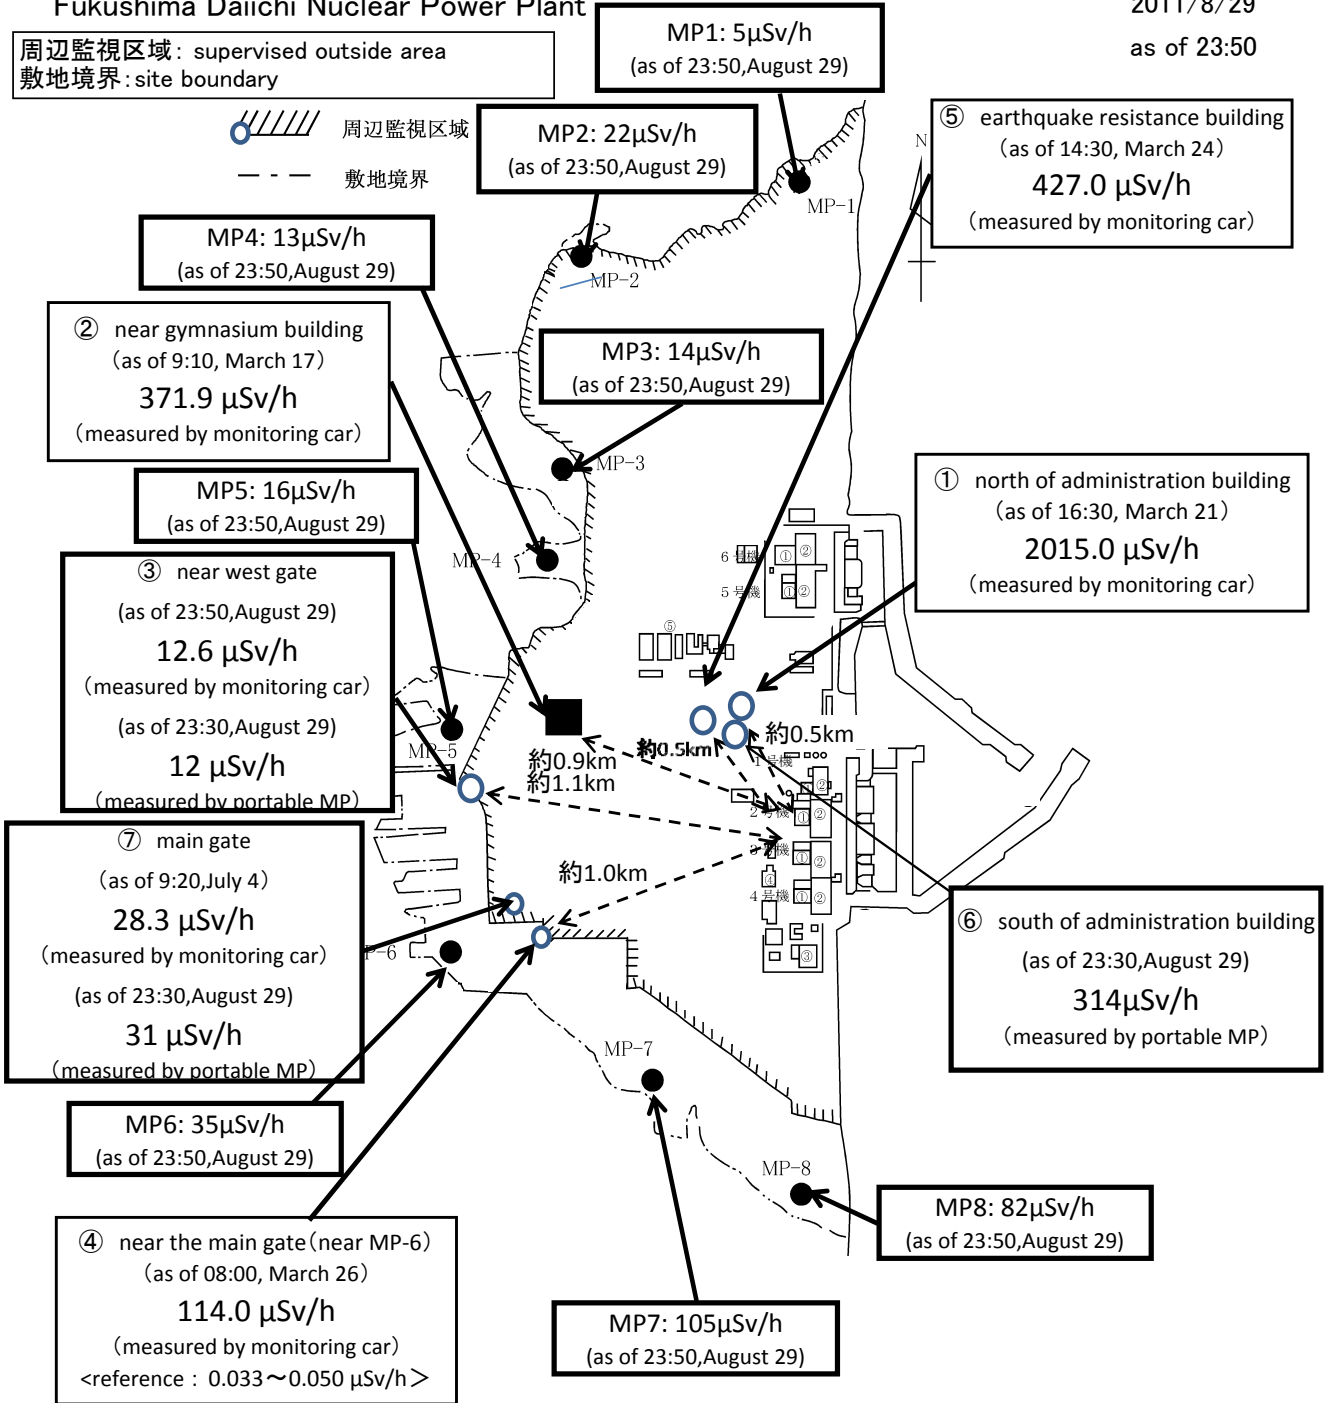 Fukushima Daiichi Nuclear Power Plant
2011/8/29
as of 23:50
周辺監視区域: supervised outside area
敷地境界:site boundary
周辺監視区域
敷地境界
MP1: 5μSv/h
(as of 23:50,August 29)
MP2: 22μSv/h
(as of 23:50,August 29)
⑤ earthquake resistance building
(as of 14:30, March 24)
427.0 μSv/h
(measured by monitoring car)
N
MP-1
MP4: 13μSv/h
(as of 23:50,August 29)
MP-2
② near gymnasium building
(as of 9:10, March 17)
371.9 μSv/h
(measured by monitoring car)
MP3: 14μSv/h
(as of 23:50,August 29)
MP-3
MP5: 16μSv/h
(as of 23:50,August 29)
① north of administration building
(as of 16:30, March 21)
2015.0 μSv/h
(measured by monitoring car)
MP-4
6号機
① ②
5号機
① ②
③ near west gate
(as of 23:50,August 29)
12.6 μSv/h
(measured by monitoring car)
(as of 23:30,August 29)
12 μSv/h
(measured by portable MP)
⑤
MP-5
約0.9km
約1.1km
約0.5km
約0.5km
1号機
②
2号機
① ②
3号機
① ②
④
4号機
① ②
③
⑦ main gate
(as of 9:20,July 4)
28.3 μSv/h
(measured by monitoring car)
(as of 23:30,August 29)
31 μSv/h
(measured by portable MP)
約1.0km
P-6
⑥ south of administration building
(as of 23:30,August 29)
314μSv/h
(measured by portable MP)
MP-7
MP6: 35μSv/h
(as of 23:50,August 29)
MP-8
MP8: 82μSv/h
(as of 23:50,August 29)
④ near the main gate(near MP-6)
(as of 08:00, March 26)
114.0 μSv/h
(measured by monitoring car)
<reference : 0.033~0.050 μSv/h>
MP7: 105μSv/h
(as of 23:50,August 29)